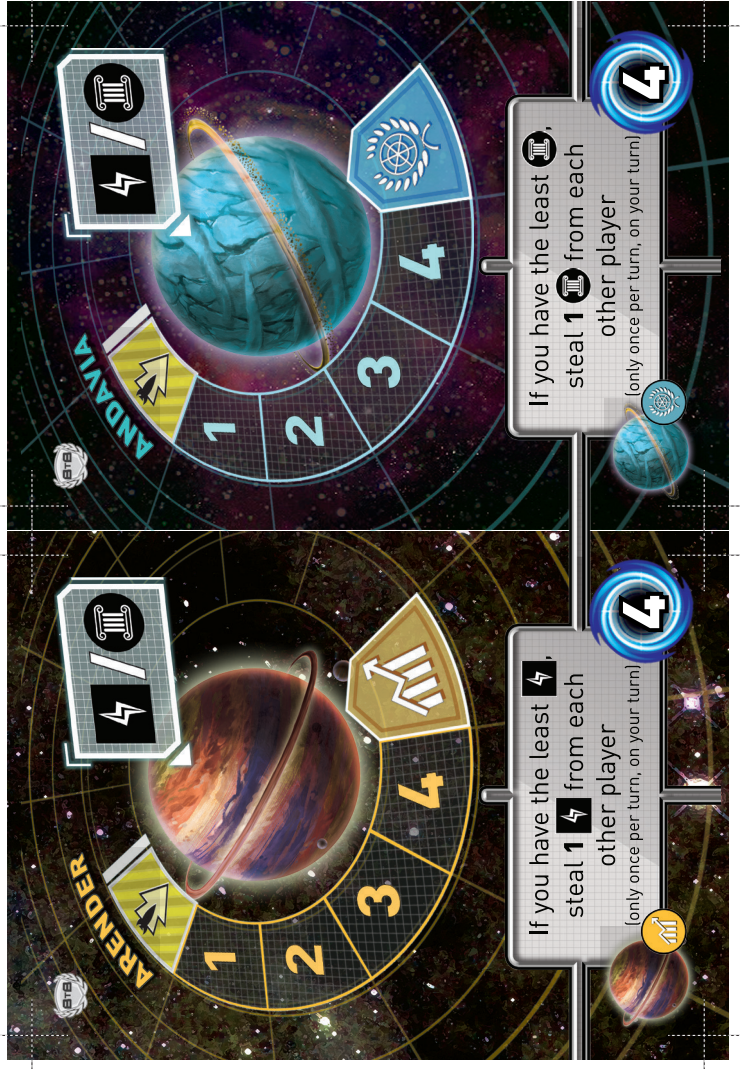 BTB
ANDAVIA
/
1
2
3
4
If you have the least ,
steal 1 from each
other player
(only once per turn, on your turn)
4
BTB
ARENDER
/
1
2
3
4
If you have the least ,
steal 1 from each
other player
(only once per turn, on your turn)
4